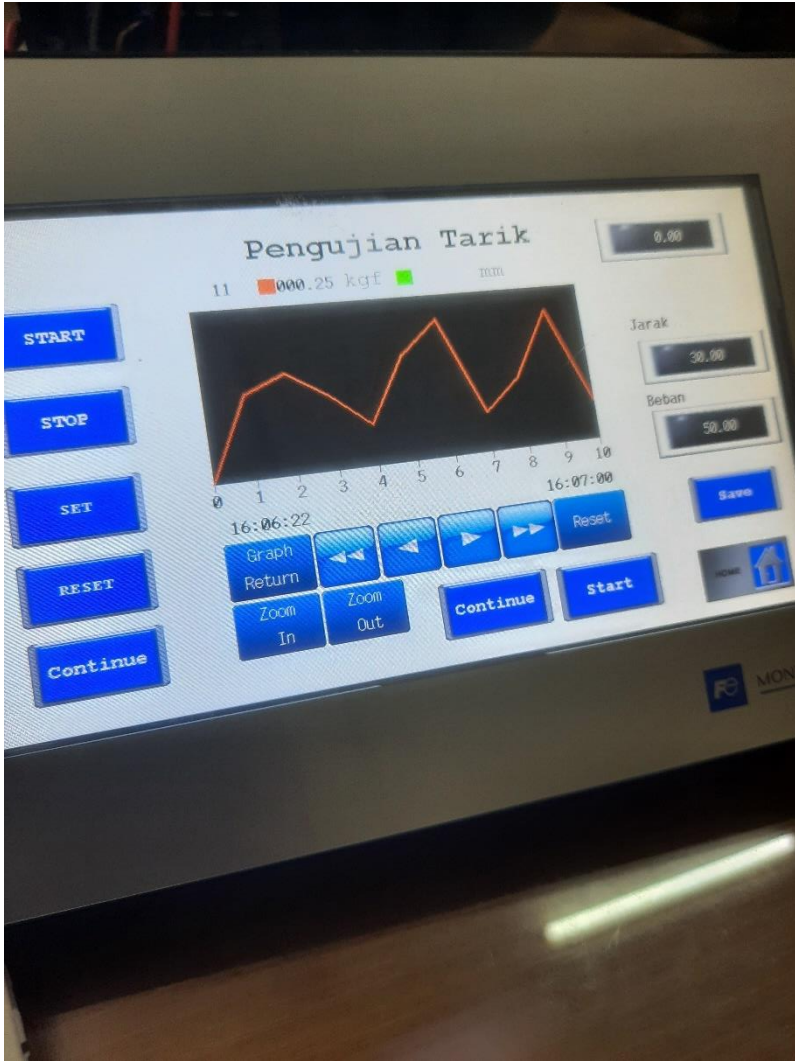 Pengujian Tarik
0.00
11 000.25 kgf mm
START
Jarak
30.00
STOP
Beban
50.00
0 1 2 3 4 5 6 7 8 9 10
16:06:22 16:07:00
SET
Save
Graph Return
Reset
RESET
Zoom In
Zoom Out
Continue
Start
HOME
Continue
MON